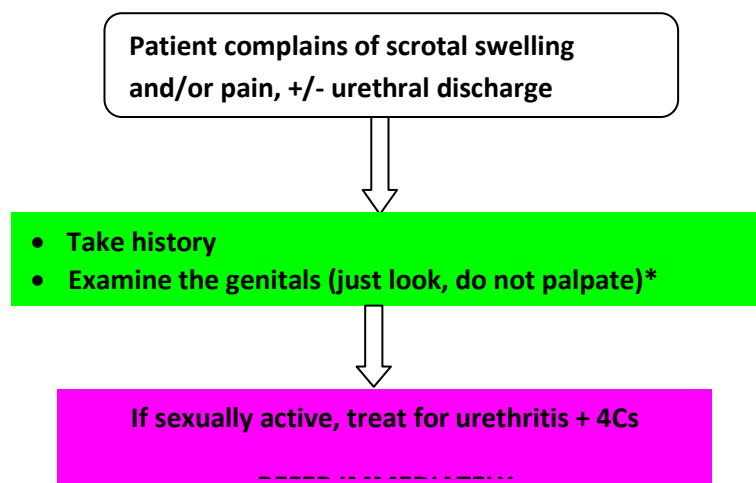 Patient complains of scrotal swelling
and/or pain, +/- urethral discharge
• Take history
• Examine the genitals (just look, do not palpate)*
If sexually active, treat for urethritis + 4Cs